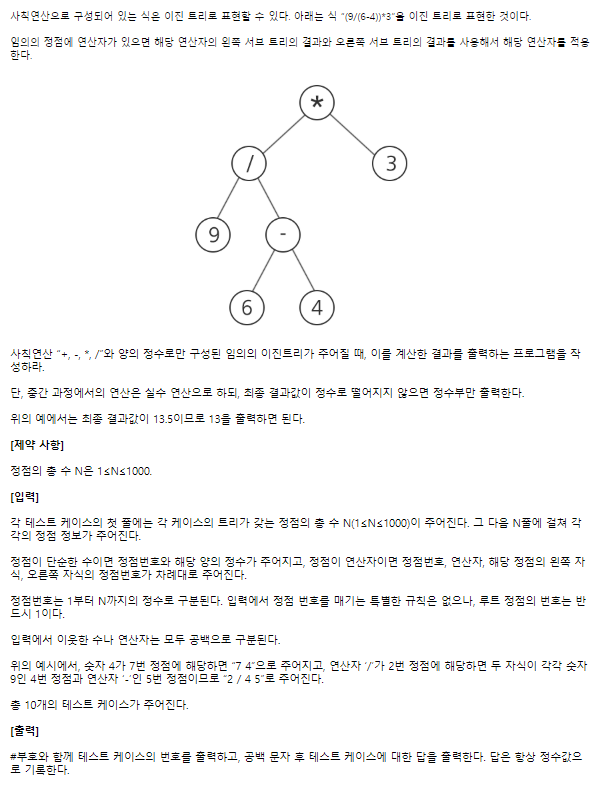 사칙연산으로 구성되어 있는 식은 이진 트리로 표현할 수 있다. 아래는 식 "(9/(6-4))*3"을 이진 트리로 표현한 것이다.
임의의 정점에 연산자가 있으면 해당 연산자의 왼쪽 서브 트리의 결과와 오른쪽 서브 트리의 결과를 사용해서 해당 연산자를 적용
한다.
*
/
3
9
-
6
4
사칙연산 "+, -, *, /"와 양의 정수로만 구성된 임의의 이진트리가 주어질 때, 이를 계산한 결과를 출력하는 프로그램을 작
성하라.
단, 중간 과정에서의 연산은 실수 연산으로 하되, 최종 결과값이 정수로 떨어지지 않으면 정수부만 출력한다.
위의 예에서는 최종 결과값이 13.5이므로 13을 출력하면 된다.
[제약 사항]
정점의 총 수 N은 1≤N≤1000.
[입력]
각 테스트 케이스의 첫 줄에는 각 케이스의 트리가 갖는 정점의 총 수 N(1≤N≤1000)이 주어진다. 그 다음 N줄에 걸쳐 각
각의 정점 정보가 주어진다.
정점이 단순한 수이면 정점번호와 해당 양의 정수가 주어지고, 정점이 연산자이면 정점번호, 연산자, 해당 정점의 왼쪽 자
식, 오른쪽 자식의 정점번호가 차례대로 주어진다.
정점번호는 1부터 N까지의 정수로 구분된다. 입력에서 정점 번호를 매기는 특별한 규칙은 없으나, 루트 정점의 번호는 반
드시 1이다.
입력에서 이웃한 수나 연산자는 모두 공백으로 구분된다.
위의 예시에서, 숫자 4가 7번 정점에 해당하면 "7 4"으로 주어지고, 연산자 '/'가 2번 정점에 해당하면 두 자식이 각각 숫자
9인 4번 정점과 연산자 '-'인 5번 정점이므로 "2 / 4 5"로 주어진다.
총 10개의 테스트 케이스가 주어진다.
[출력]
#부호와 함께 테스트 케이스의 번호를 출력하고, 공백 문자 후 테스트 케이스에 대한 답을 출력한다. 답은 항상 정수값으
로 기록한다.